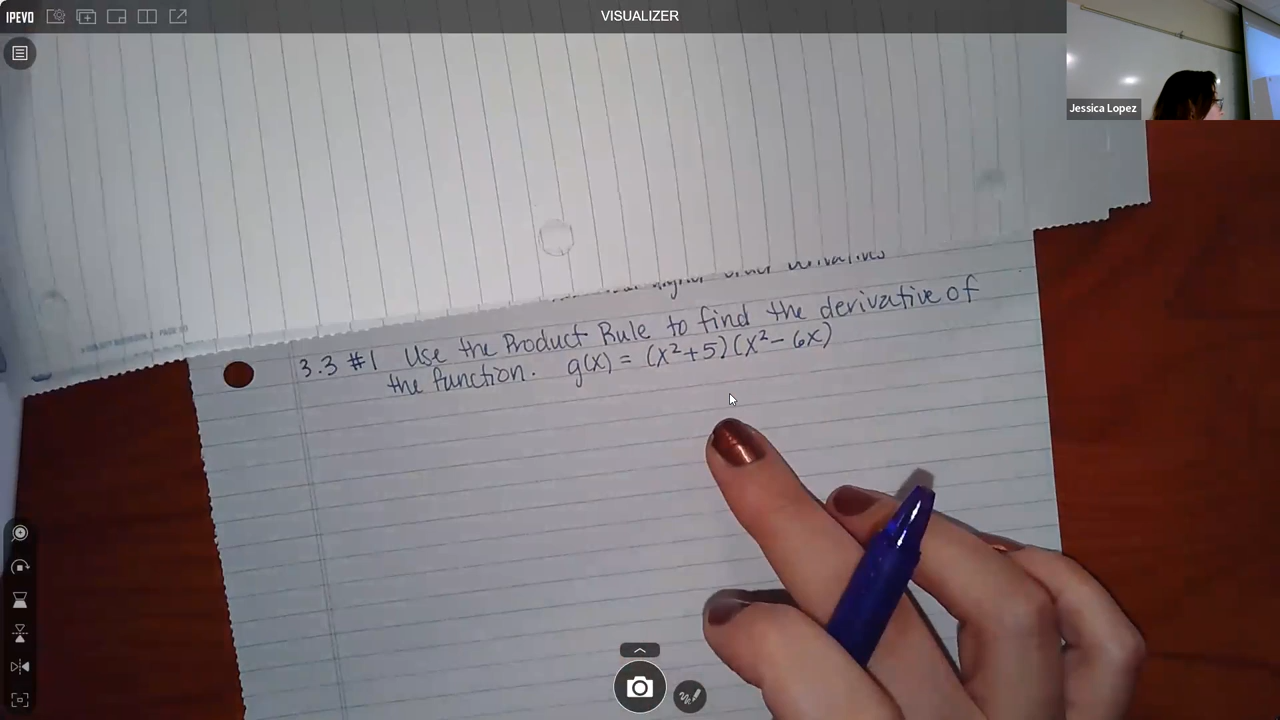 IPEVO
VISUALIZER
Jessica Lopez
3.3 #1 Use the Product Rule to find the derivative of
the function. g(x) = (x²+5)(x²- 6x)